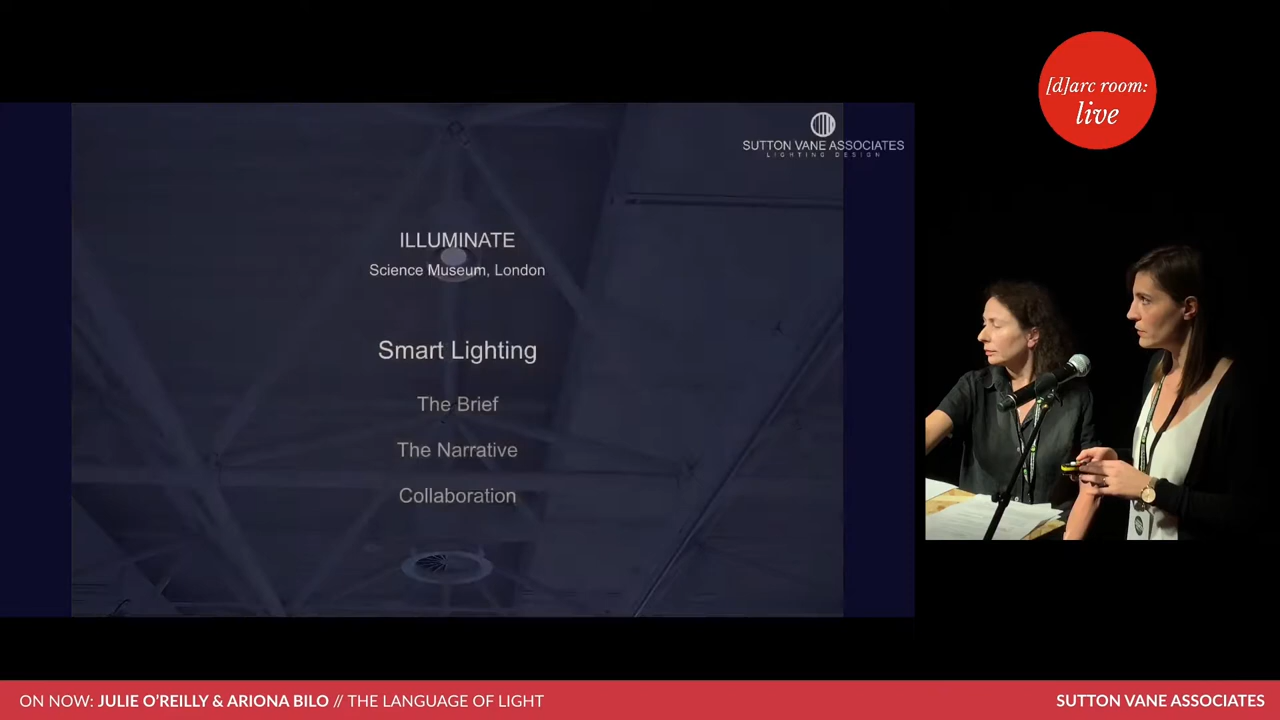 [d]arc room:
live
SUTTON VANE ASSOCIATES
LIGHTING DESIGN
ILLUMINATE
Science Museum, London
Smart Lighting
The Brief
The Narrative
Collaboration
ON NOW: JULIE O'REILLY & ARIONA BILO // THE LANGUAGE OF LIGHT
SUTTON VANE ASSOCIATES